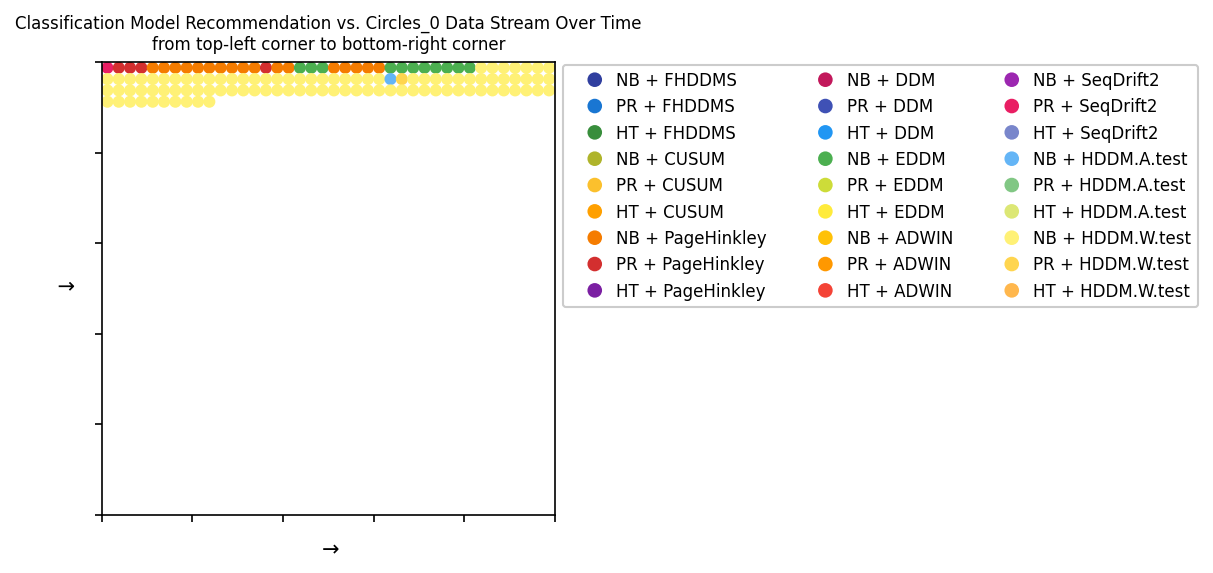 Classification Model Recommendation vs. Circles_0 Data Stream Over Time
from top-left corner to bottom-right corner
NB + FHDDMS
PR + FHDDMS
HT + FHDDMS
NB + CUSUM
PR + CUSUM
HT + CUSUM
NB + PageHinkley
PR + PageHinkley
HT + PageHinkley
NB + DDM
PR + DDM
HT + DDM
NB + EDDM
PR + EDDM
HT + EDDM
NB + ADWIN
PR + ADWIN
HT + ADWIN
NB + SeqDrift2
PR + SeqDrift2
HT + SeqDrift2
NB + HDDM.A.test
PR + HDDM.A.test
HT + HDDM.A.test
NB + HDDM.W.test
PR + HDDM.W.test
HT + HDDM.W.test
→
→